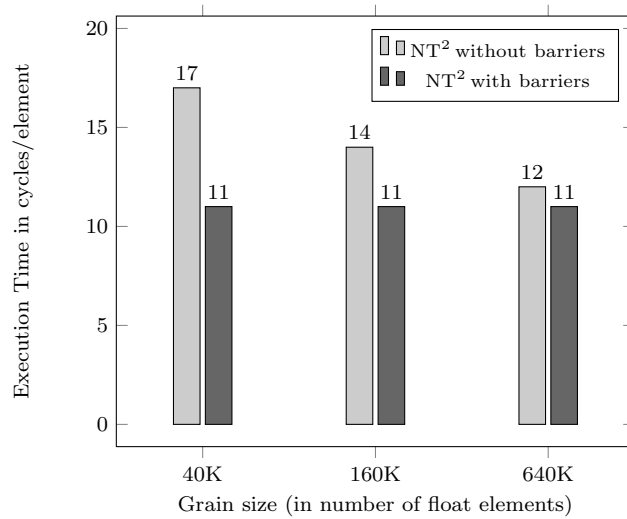 20
15
10
5
0
Execution Time in cycles/element
NT² without barriers
NT² with barriers
17
11
14
11
12
11
40K
160K
640K
Grain size (in number of float elements)